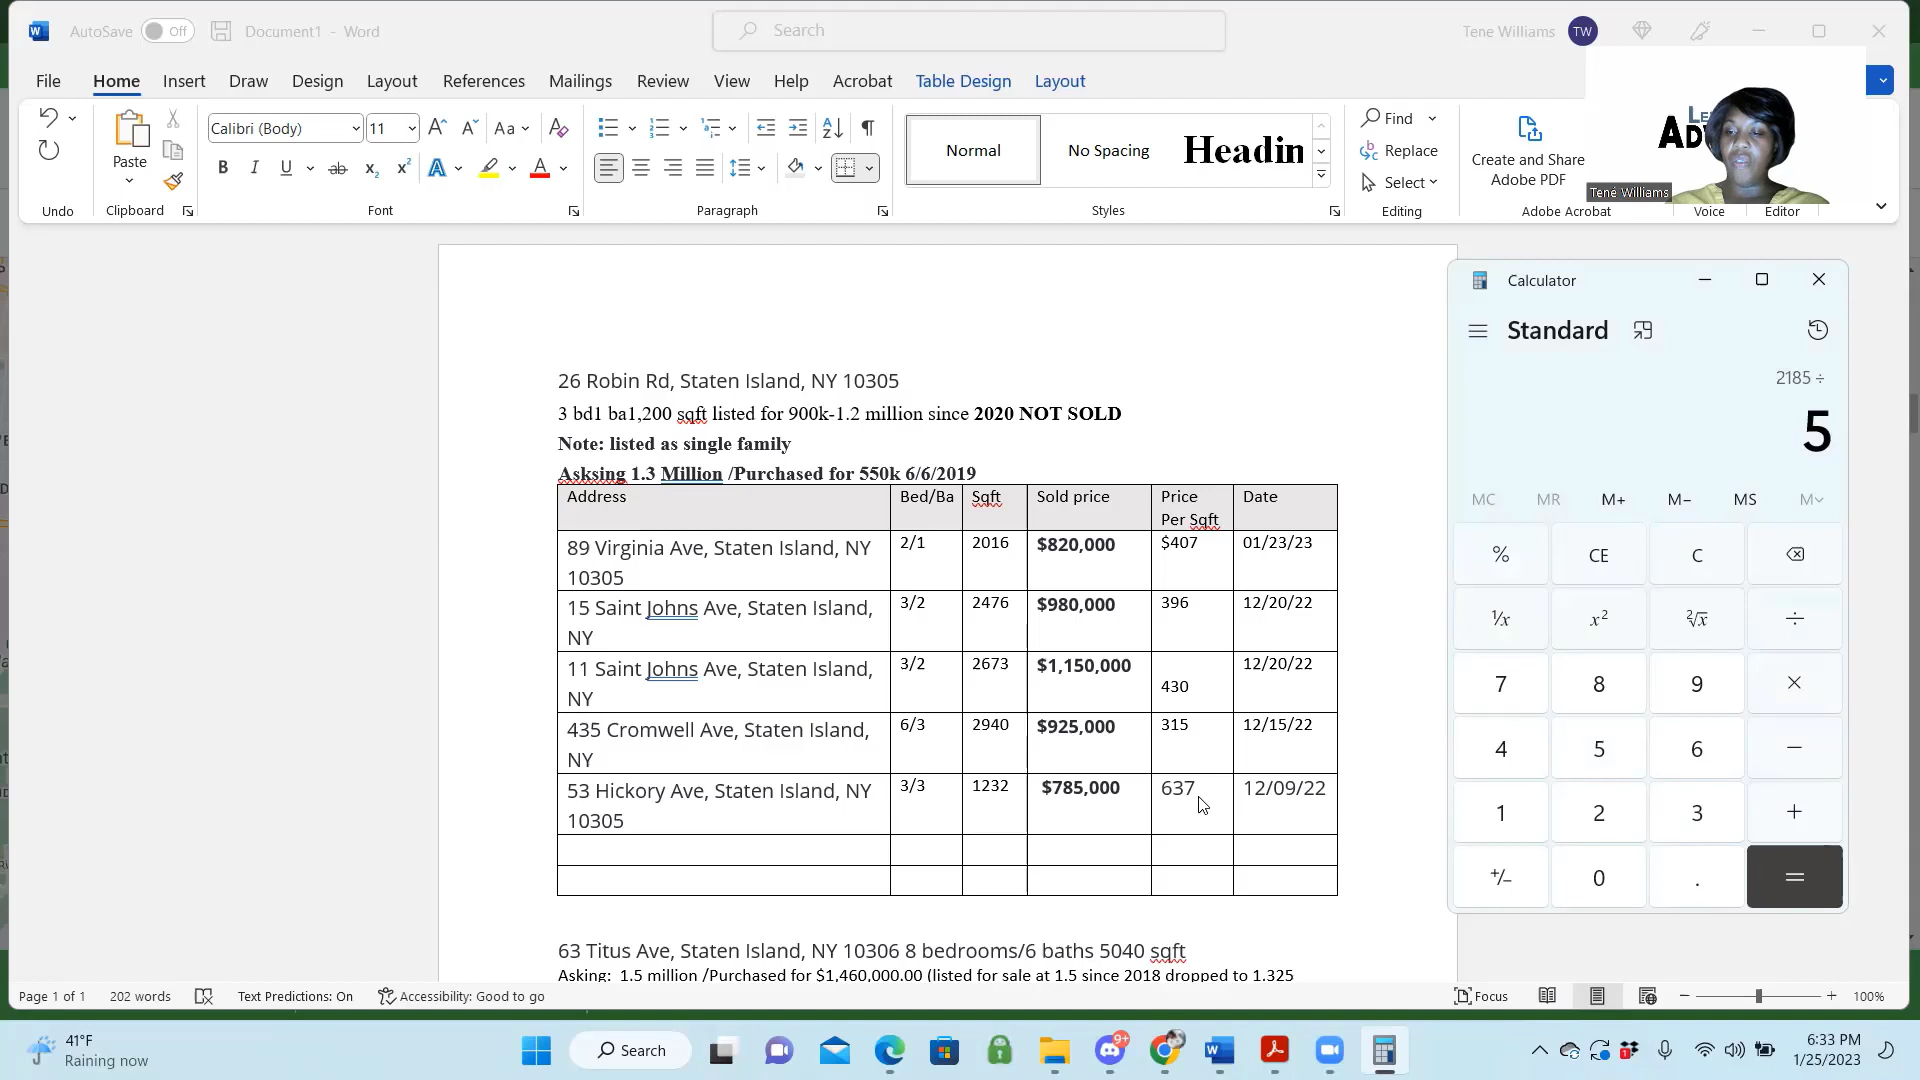 AutoSave Off Document1 - Word
Search
Tene Williams TW
File Home Insert Draw Design Layout References Mailings Review View Help Acrobat Table Design Layout
Paste
Calibri (Body) 11
Normal
No Spacing
Headin
Find
Replace
Select
Create and Share
Adobe PDF
Tené Williams
Undo Clipboard Font Paragraph Styles Editing Adobe Acrobat Voice Editor
26 Robin Rd, Staten Island, NY 10305
3 bd1 ba1,200 sqft listed for 900k-1.2 million since 2020 NOT SOLD
Note: listed as single family
Asksing 1.3 Million /Purchased for 550k 6/6/2019
Address Bed/Ba Sqft Sold price Price Date
Per Sqft
89 Virginia Ave, Staten Island, NY 2/1 2016 $820,000 $407 01/23/23
10305
15 Saint Johns Ave, Staten Island, 3/2 2476 $980,000 396 12/20/22
NY
11 Saint Johns Ave, Staten Island, 3/2 2673 $1,150,000 430 12/20/22
NY
435 Cromwell Ave, Staten Island, 6/3 2940 $925,000 315 12/15/22
NY
53 Hickory Ave, Staten Island, NY 3/3 1232 $785,000 637 12/09/22
10305
63 Titus Ave, Staten Island, NY 10306 8 bedrooms/6 baths 5040 sqft
Asking: 1.5 million /Purchased for $1,460,000.00 (listed for sale at 1.5 since 2018 dropped to 1.325
Calculator
Standard
2185 ÷
5
MC MR M+ M− MS M
% CE C
1/x x² ²√x ÷
7 8 9 ×
4 5 6 −
1 2 3 +
+/− 0 . =
Page 1 of 1 202 words Text Predictions: On Accessibility: Good to go Focus 100%
41°F
Raining now
Search
9+
6:33 PM
1/25/2023